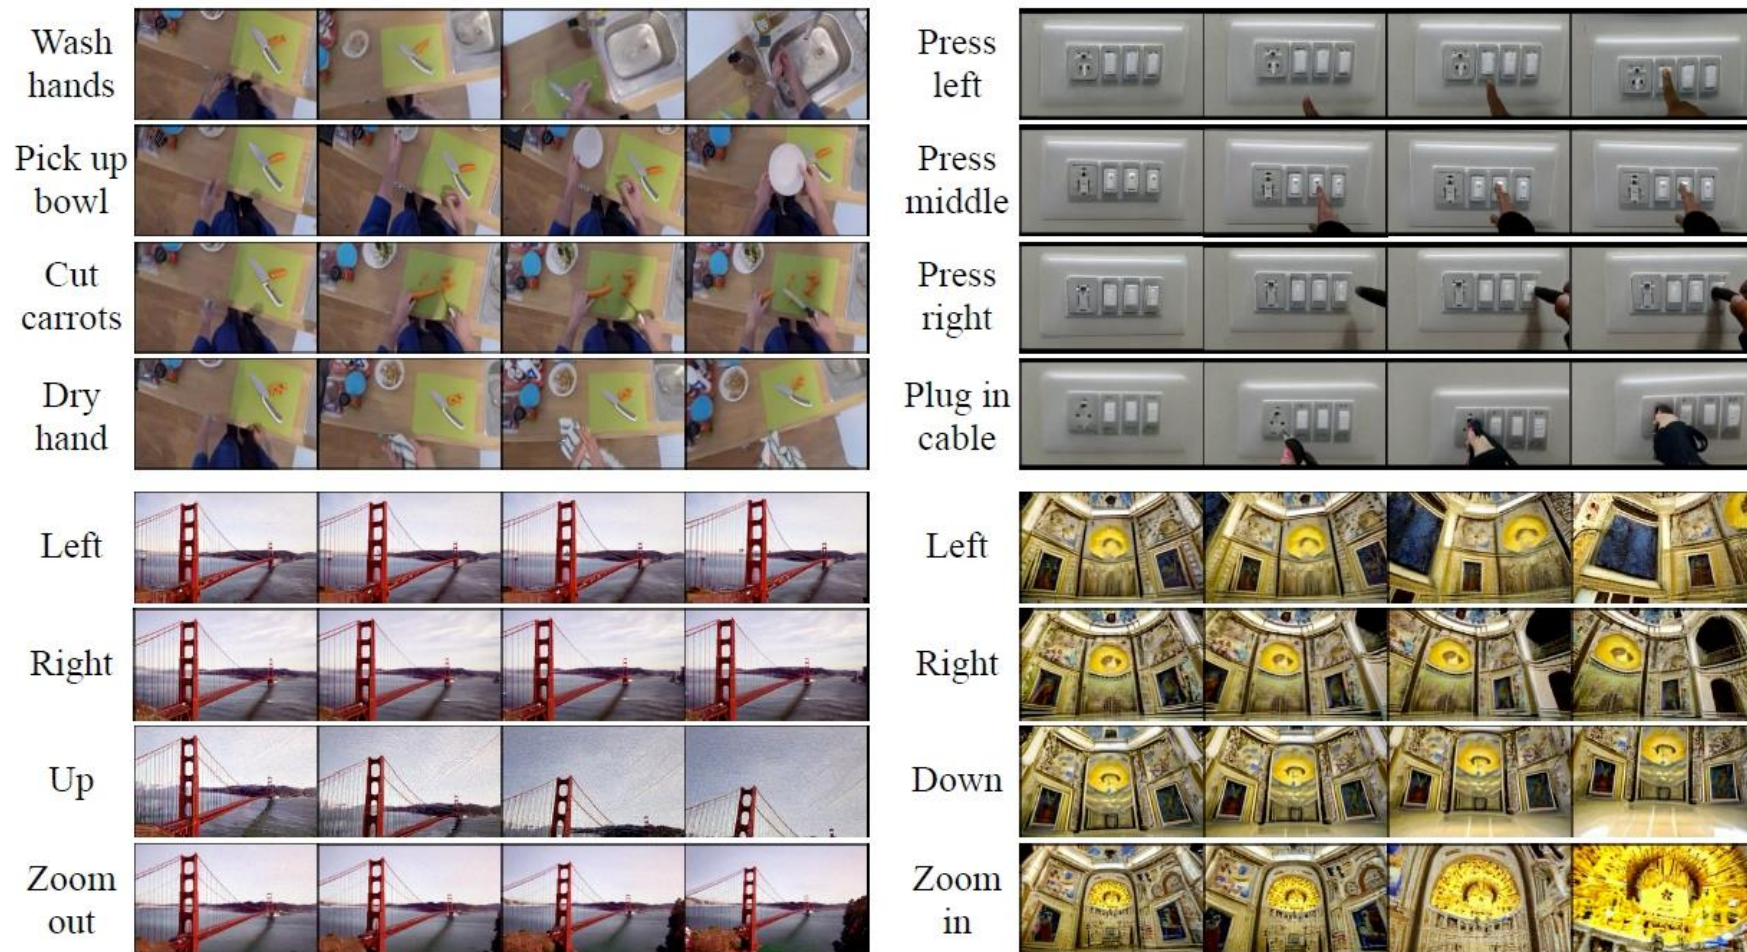 Wash
hands
Pick up
bowl
Cut
carrots
Dry
hand
Press
left
Press
middle
Press
right
Plug in
cable
Left
Right
Up
Zoom
out
Left
Right
Down
Zoom
in